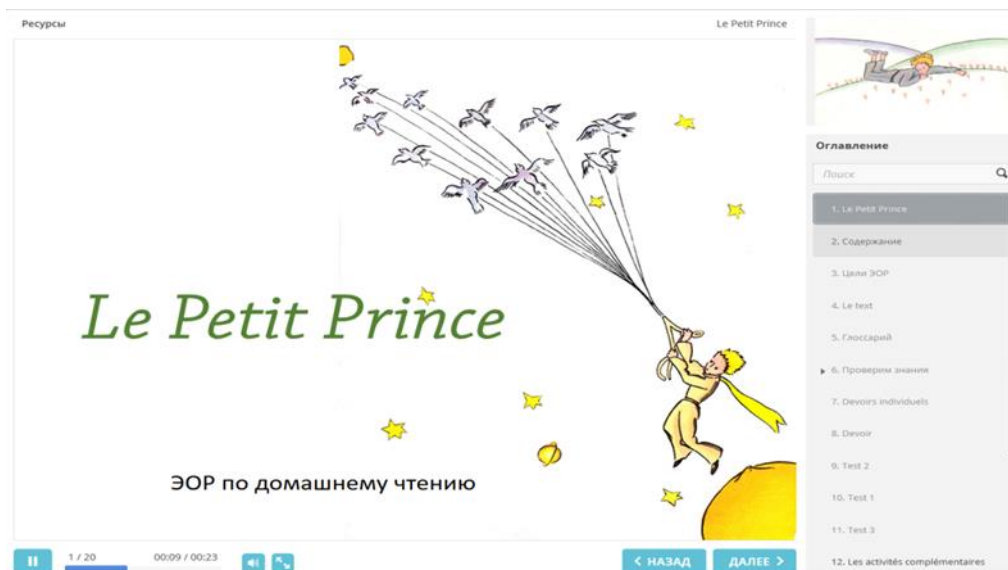 Ресурсы
Le Petit Prince
Le Petit Prince
ЭОР по домашнему чтению
Оглавление
Поиск
1. Le Petit Prince
2. Содержание
3. Цели ЭОР
4. Le text
5. Глоссарий
6. Проверим знания
7. Devoirs individuels
8. Devoir
9. Test 2
10. Test 1
11. Test 3
12. Les activités complémentaires
1 / 20
00:09 / 00:23
НАЗАД
ДАЛЕЕ